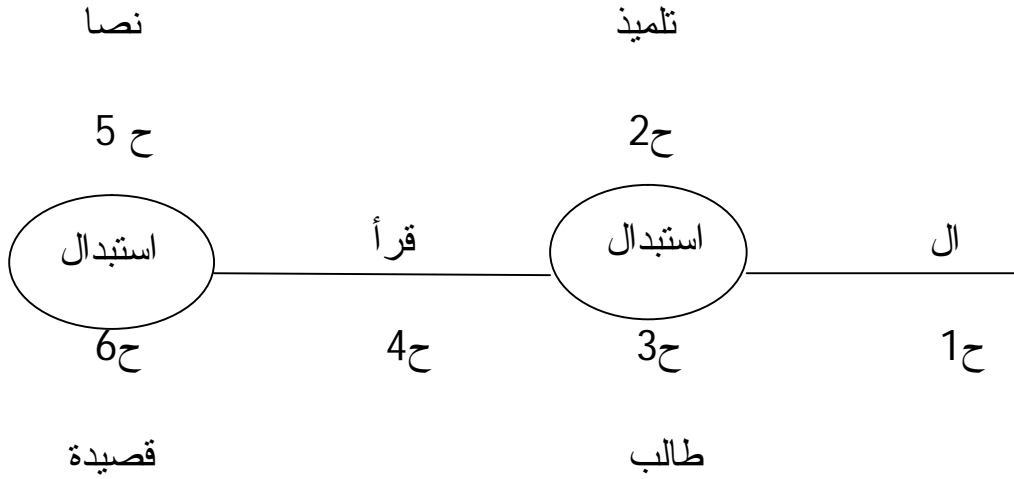 تلميذ نصا
ح2 ح 5
ال استبدال قرأ استبدال
ح1 ح3 ح4 ح6
طالب قصيدة